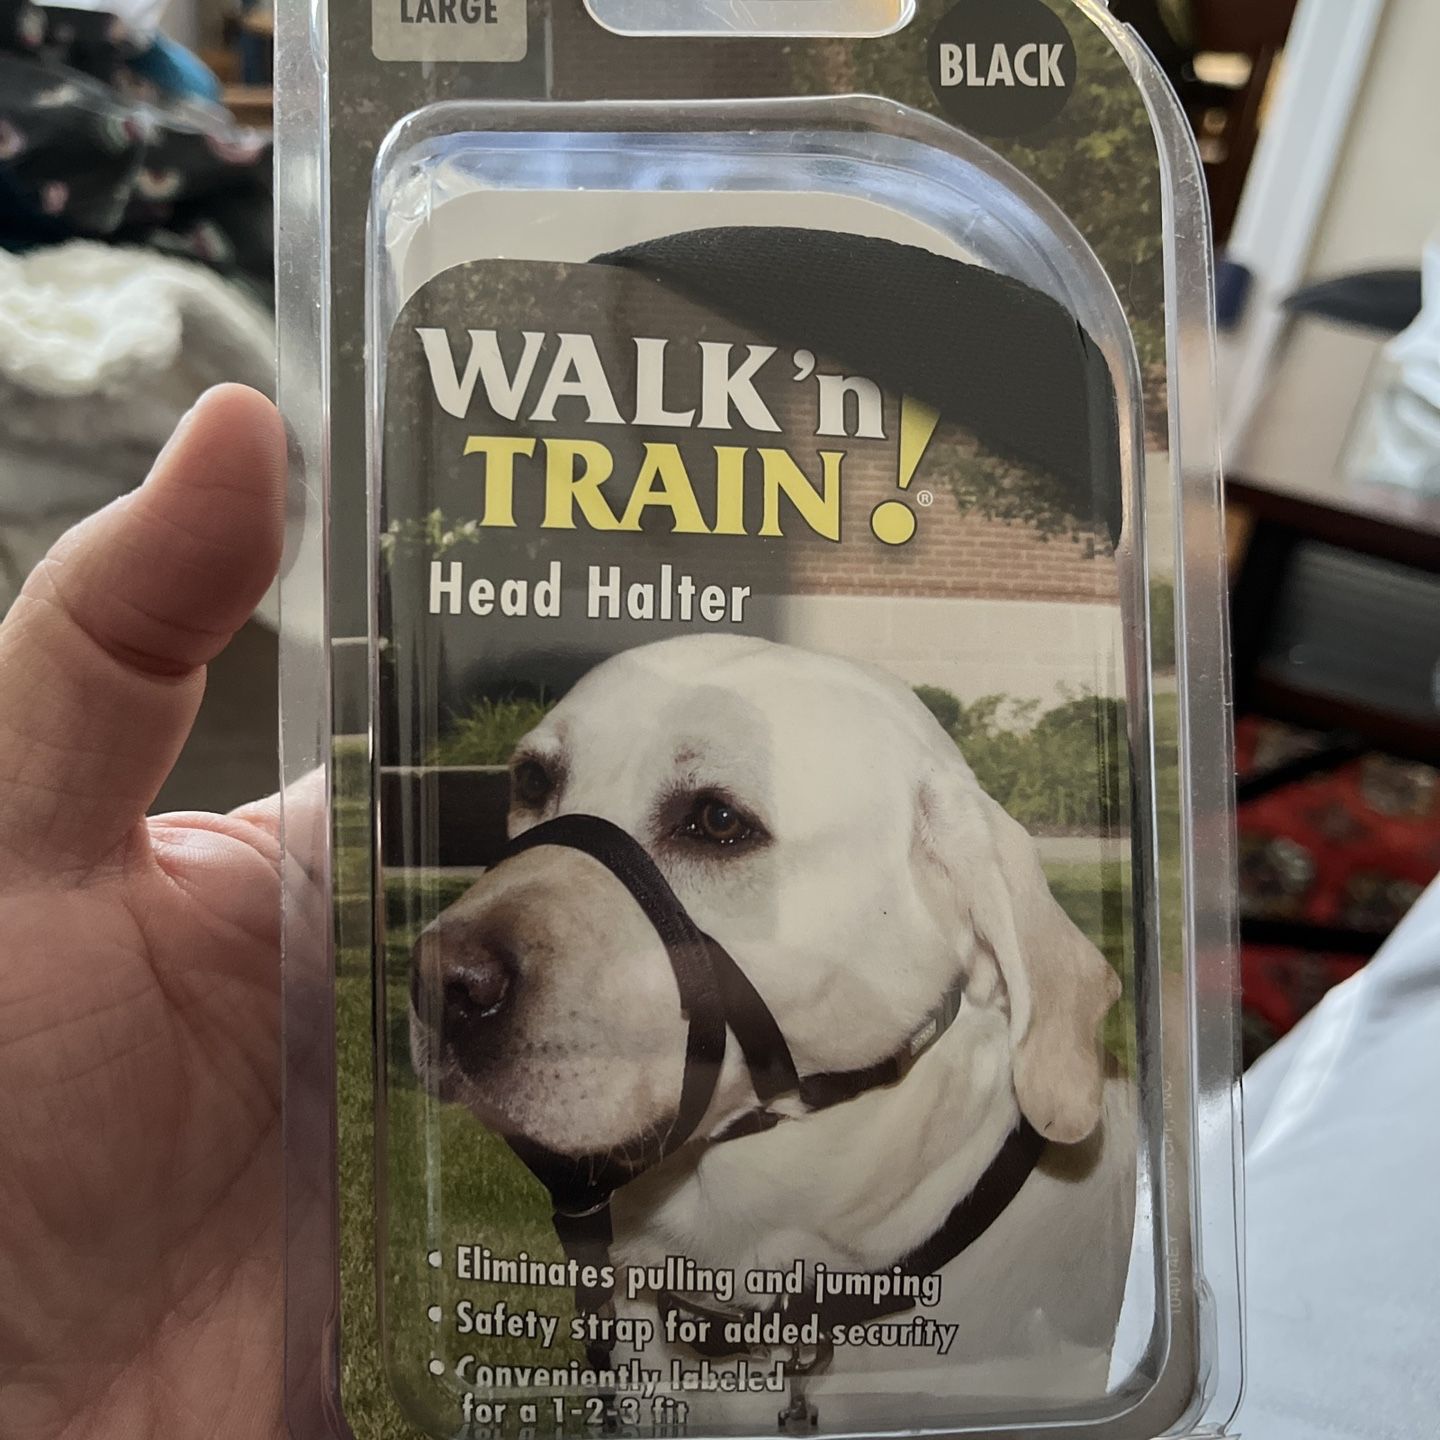 LARGE
BLACK
WALK 'n
TRAIN!®
Head Halter
• Eliminates pulling and jumping
• Safety strap for added security
• Conveniently labeled
for a 1-2-3 fit